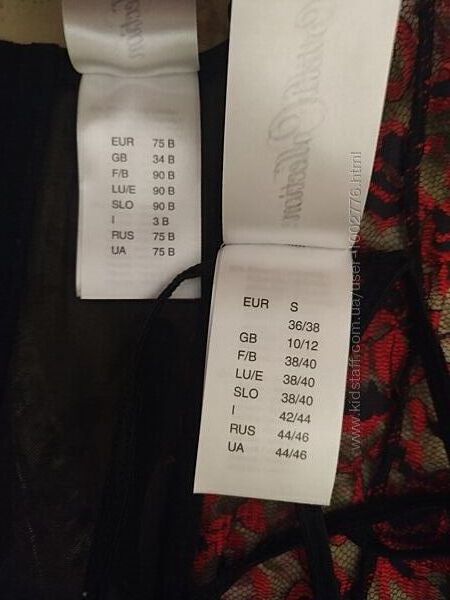 EUR 75 B
GB 34 B
F/B 90 B
LU/E 90 B
SLO 90 B
I 3 B
RUS 75 B
UA 75 B
EUR S
36/38
GB 10/12
F/B 38/40
LU/E 38/40
SLO 38/40
I 42/44
RUS 44/46
UA 44/46
Collection